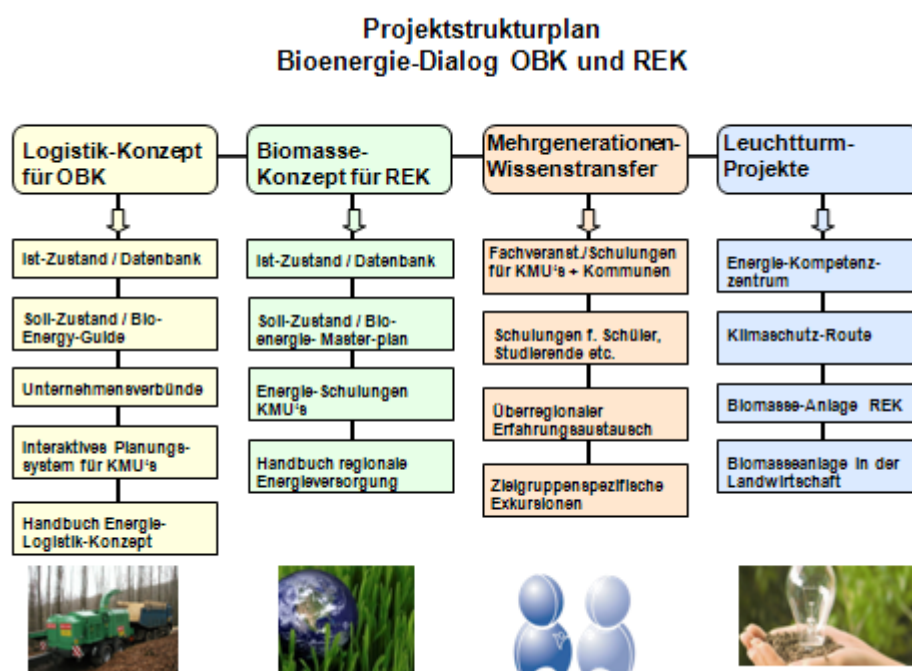 Projektstrukturplan
Bioenergie-Dialog OBK und REK
Logistik-Konzept
für OBK
Ist-Zustand / Datenbank
Soll-Zustand / Bio-
Energy-Guide
Unternehmensverbünde
Interaktives Planungs-
system für KMU's
Handbuch Energie-
Logistik-Konzept
Biomasse-
Konzept für REK
Ist-Zustand / Datenbank
Soll-Zustand / Bio-
energie- Master-plan
Energie-Schulungen
KMU's
Handbuch regionale
Energieversorgung
Mehrgenerationen-
Wissenstransfer
Fachveranst./Schulungen
für KMU's + Kommunen
Schulungen f. Schüler,
Studierende etc.
Überregionaler
Erfahrungsaustausch
Zielgruppenspezifische
Exkursionen
Leuchtturm-
Projekte
Energie-Kompetenz-
zentrum
Klimaschutz-Route
Biomasse-Anlage REK
Biomasseanlage in der
Landwirtschaft